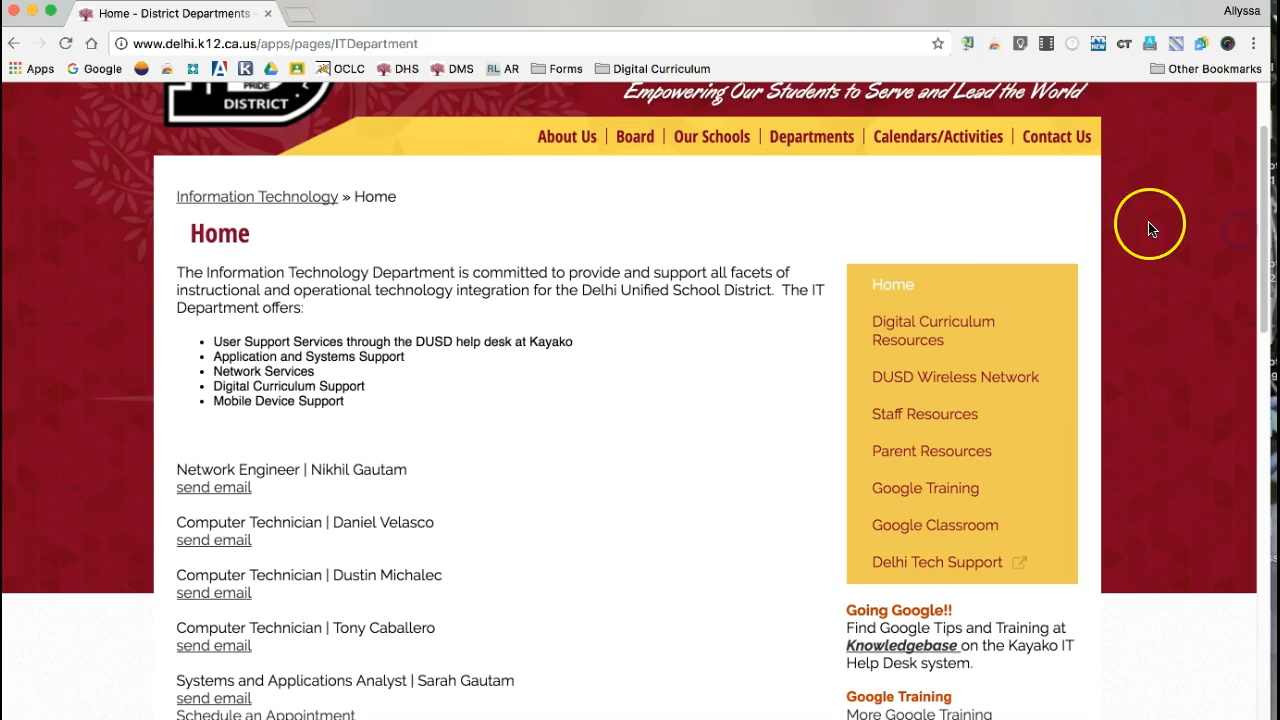 Home - District Departments
Allyssa
www.delhi.k12.ca.us/apps/pages/ITDepartment
Apps Google OCLC DHS DMS AR Forms Digital Curriculum Other Bookmarks
PRIDE
DISTRICT
Empowering Our Students to Serve and Lead the World
About Us | Board | Our Schools | Departments | Calendars/Activities | Contact Us
Information Technology » Home
Home
The Information Technology Department is committed to provide and support all facets of
instructional and operational technology integration for the Delhi Unified School District. The IT
Department offers:
• User Support Services through the DUSD help desk at Kayako
• Application and Systems Support
• Network Services
• Digital Curriculum Support
• Mobile Device Support
Network Engineer | Nikhil Gautam
send email
Computer Technician | Daniel Velasco
send email
Computer Technician | Dustin Michalec
send email
Computer Technician | Tony Caballero
send email
Systems and Applications Analyst | Sarah Gautam
send email
Schedule an Appointment
Home
Digital Curriculum
Resources
DUSD Wireless Network
Staff Resources
Parent Resources
Google Training
Google Classroom
Delhi Tech Support
Going Google!!
Find Google Tips and Training at
Knowledgebase on the Kayako IT
Help Desk system.
Google Training
More Google Training